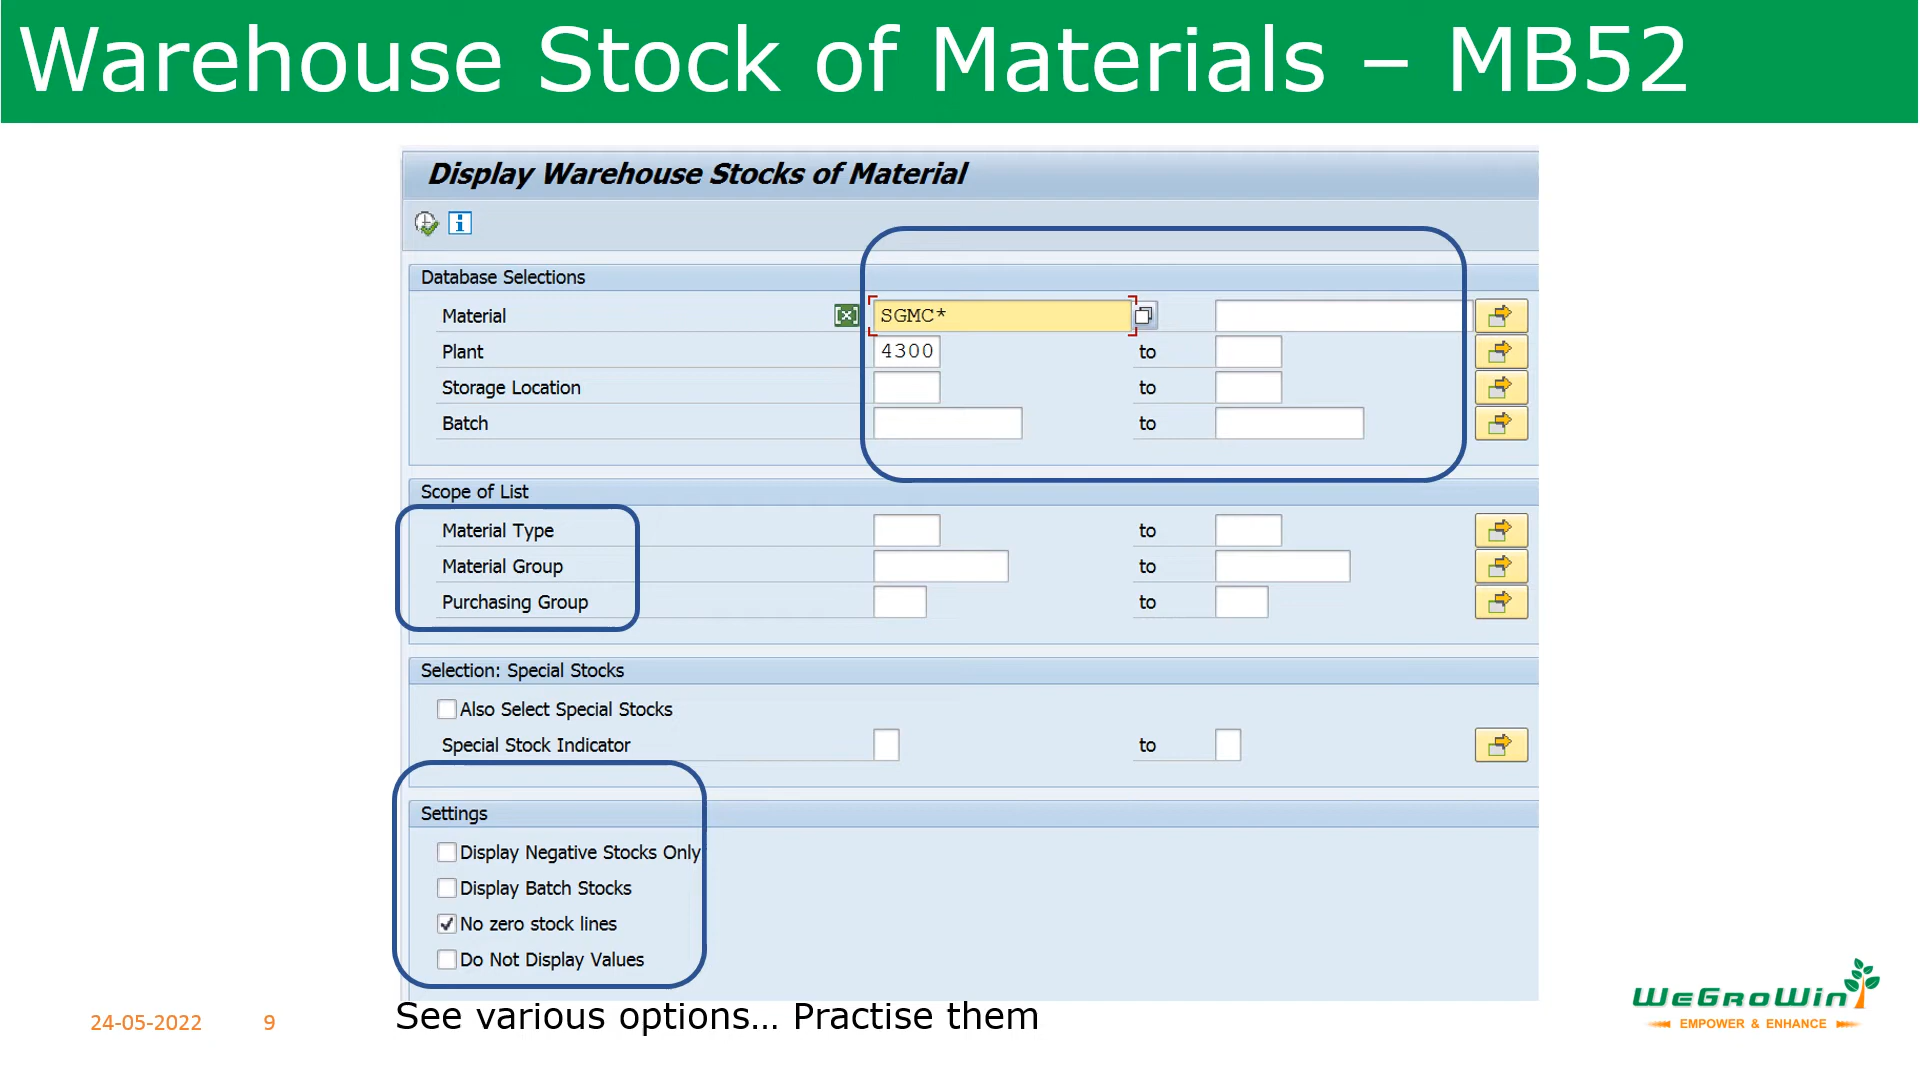 Warehouse Stock of Materials – MB52
Display Warehouse Stocks of Material
Database Selections
Material SGMC*
Plant 4300 to
Storage Location to
Batch to
Scope of List
Material Type to
Material Group to
Purchasing Group to
Selection: Special Stocks
Also Select Special Stocks
Special Stock Indicator to
Settings
Display Negative Stocks Only
Display Batch Stocks
No zero stock lines
Do Not Display Values
See various options... Practise them
24-05-2022 9
WeGroWin
EMPOWER & ENHANCE